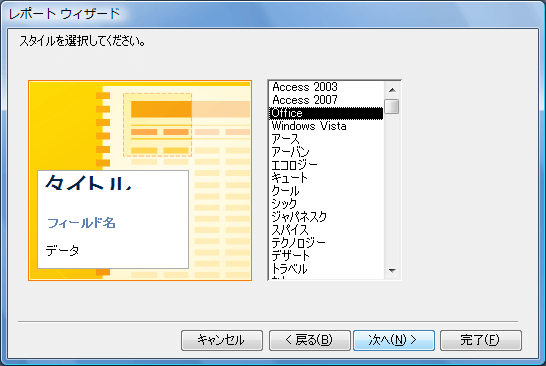 レポート ウィザード
スタイルを選択してください。
タイトル
フィールド名
データ
Access 2003
Access 2007
Office
Windows Vista
アース
アーバン
エコロジー
キュート
クール
シック
ジャパネスク
スパイス
テクノロジー
デザート
トラベル
キャンセル
< 戻る(B)
次へ(N) >
完了(F)